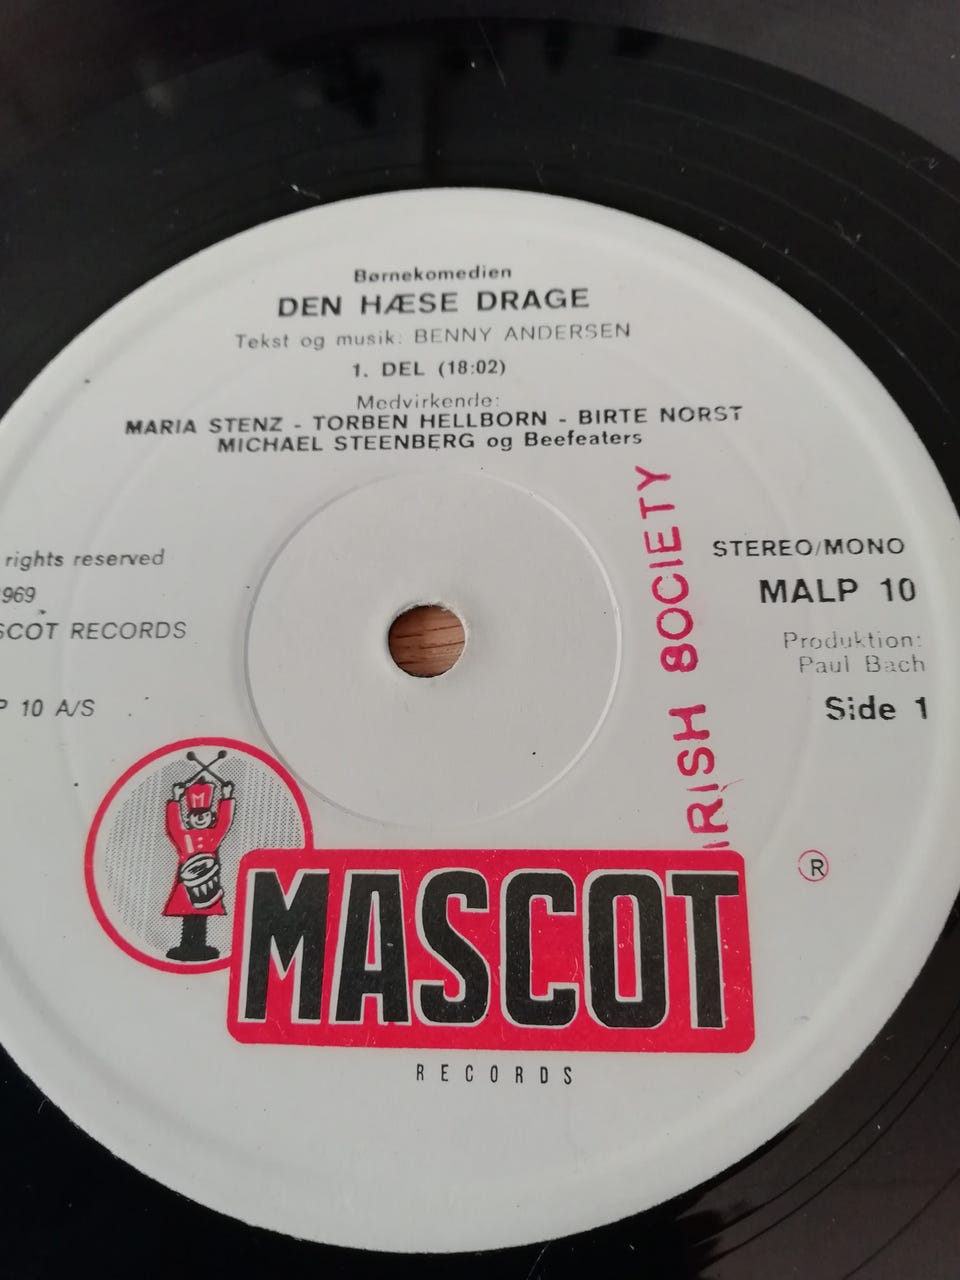 Børnekomedien
DEN HÆSE DRAGE
Tekst og musik: BENNY ANDERSEN
1. DEL (18:02)
Medvirkende:
MARIA STENZ - TORBEN HELLBORN - BIRTE NORST
MICHAEL STEENBERG og Beefeaters
rights reserved
969
SCOT RECORDS
P 10 A/S
IRISH SOCIETY
STEREO/MONO
MALP 10
Produktion:
Paul Bach
Side 1
M
MASCOT
R
RECORDS